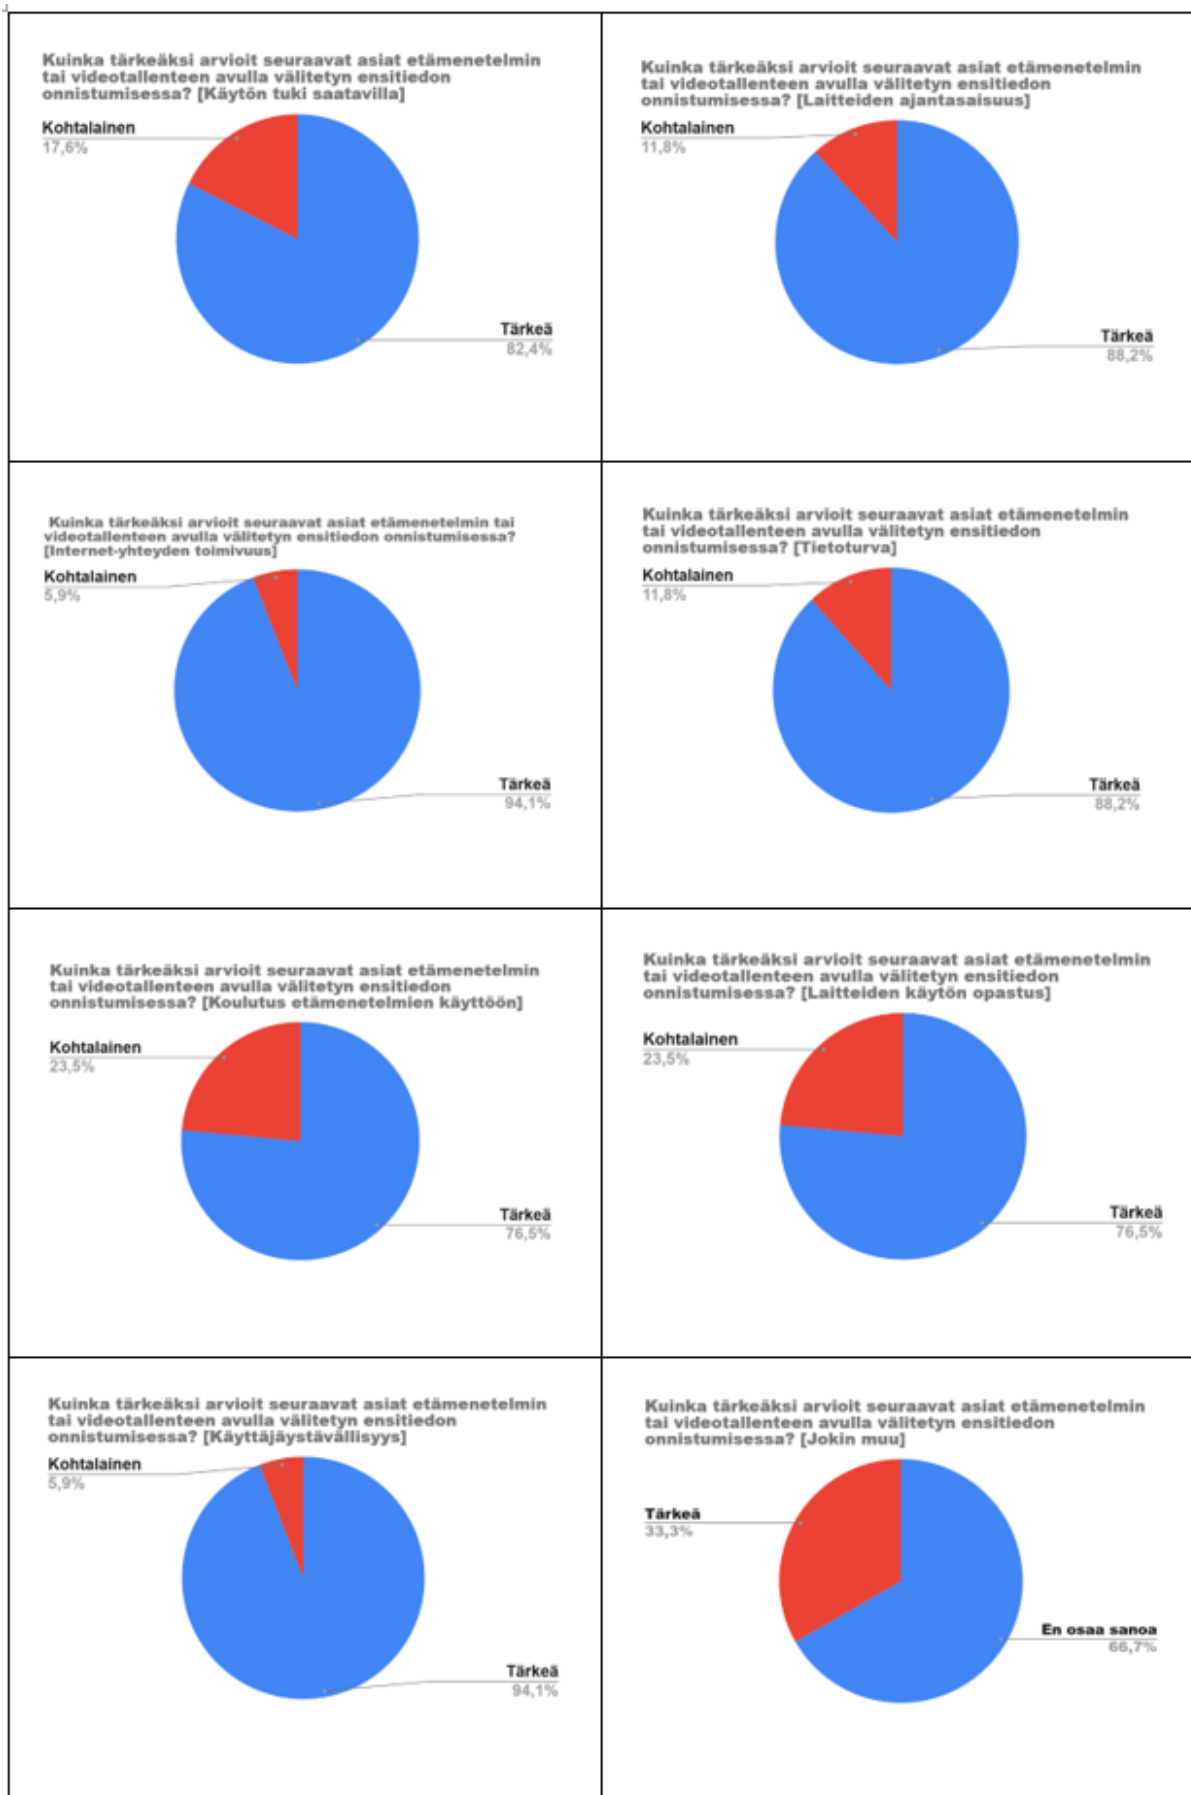 Kuinka tärkeäksi arvioit seuraavat asiat etämenetelmin
tai videotallenteen avulla välitetyn ensitiedon
onnistumisessa? [Käytön tuki saatavilla]
Kohtalainen
17,6%
Tärkeä
82,4%
Kuinka tärkeäksi arvioit seuraavat asiat etämenetelmin
tai videotallenteen avulla välitetyn ensitiedon
onnistumisessa? [Laitteiden ajantasaisuus]
Kohtalainen
11,8%
Tärkeä
88,2%
Kuinka tärkeäksi arvioit seuraavat asiat etämenetelmin tai
videotallenteen avulla välitetyn ensitiedon onnistumisessa?
[Internet-yhteyden toimivuus]
Kohtalainen
5,9%
Tärkeä
94,1%
Kuinka tärkeäksi arvioit seuraavat asiat etämenetelmin
tai videotallenteen avulla välitetyn ensitiedon
onnistumisessa? [Tietoturva]
Kohtalainen
11,8%
Tärkeä
88,2%
Kuinka tärkeäksi arvioit seuraavat asiat etämenetelmin
tai videotallenteen avulla välitetyn ensitiedon
onnistumisessa? [Koulutus etämenetelmien käyttöön]
Kohtalainen
23,5%
Tärkeä
76,5%
Kuinka tärkeäksi arvioit seuraavat asiat etämenetelmin
tai videotallenteen avulla välitetyn ensitiedon
onnistumisessa? [Laitteiden käytön opastus]
Kohtalainen
23,5%
Tärkeä
76,5%
Kuinka tärkeäksi arvioit seuraavat asiat etämenetelmin
tai videotallenteen avulla välitetyn ensitiedon
onnistumisessa? [Käyttäjäystävällisyys]
Kohtalainen
5,9%
Tärkeä
94,1%
Kuinka tärkeäksi arvioit seuraavat asiat etämenetelmin
tai videotallenteen avulla välitetyn ensitiedon
onnistumisessa? [Jokin muu]
Tärkeä
33,3%
En osaa sanoa
66,7%